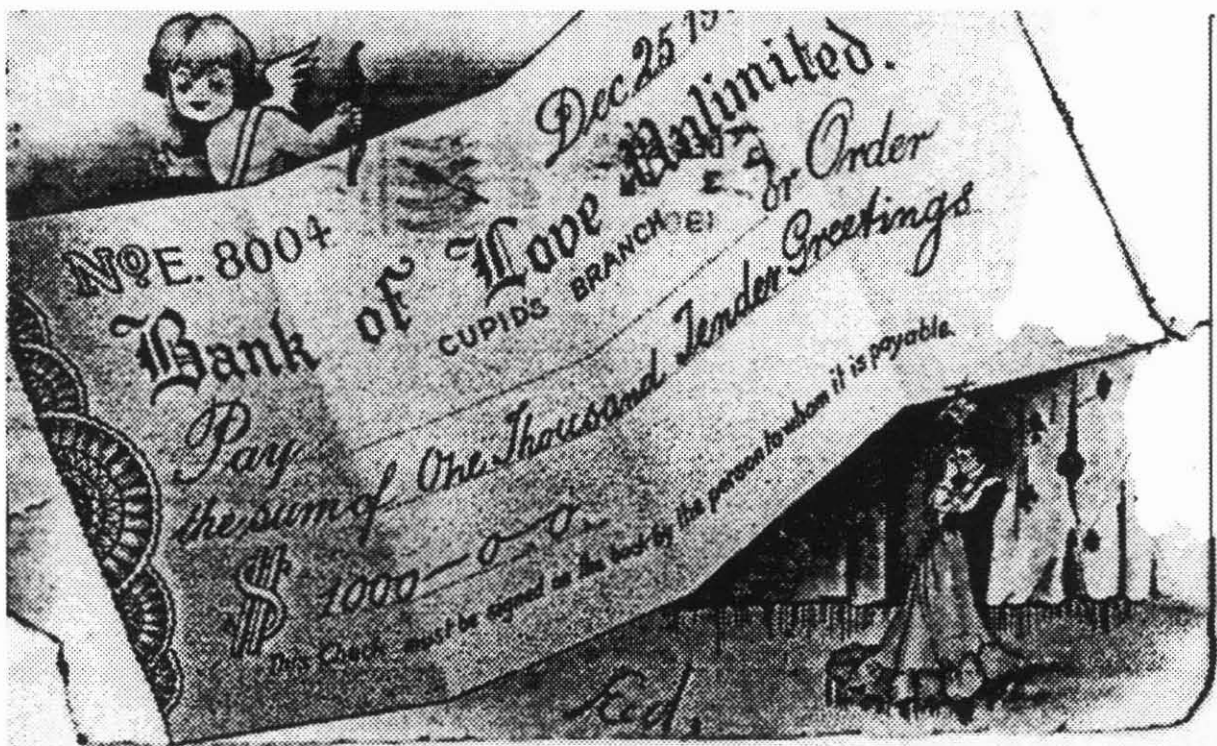 Dec. 25 19
No E. 8004
Bank of Love Unlimited.
CUPID'S BRANCH
Pay or Order
the sum of One Thousand Tender Greetings
$ 1000-0-0
This Check must be signed on the back by the person to whom it is payable.